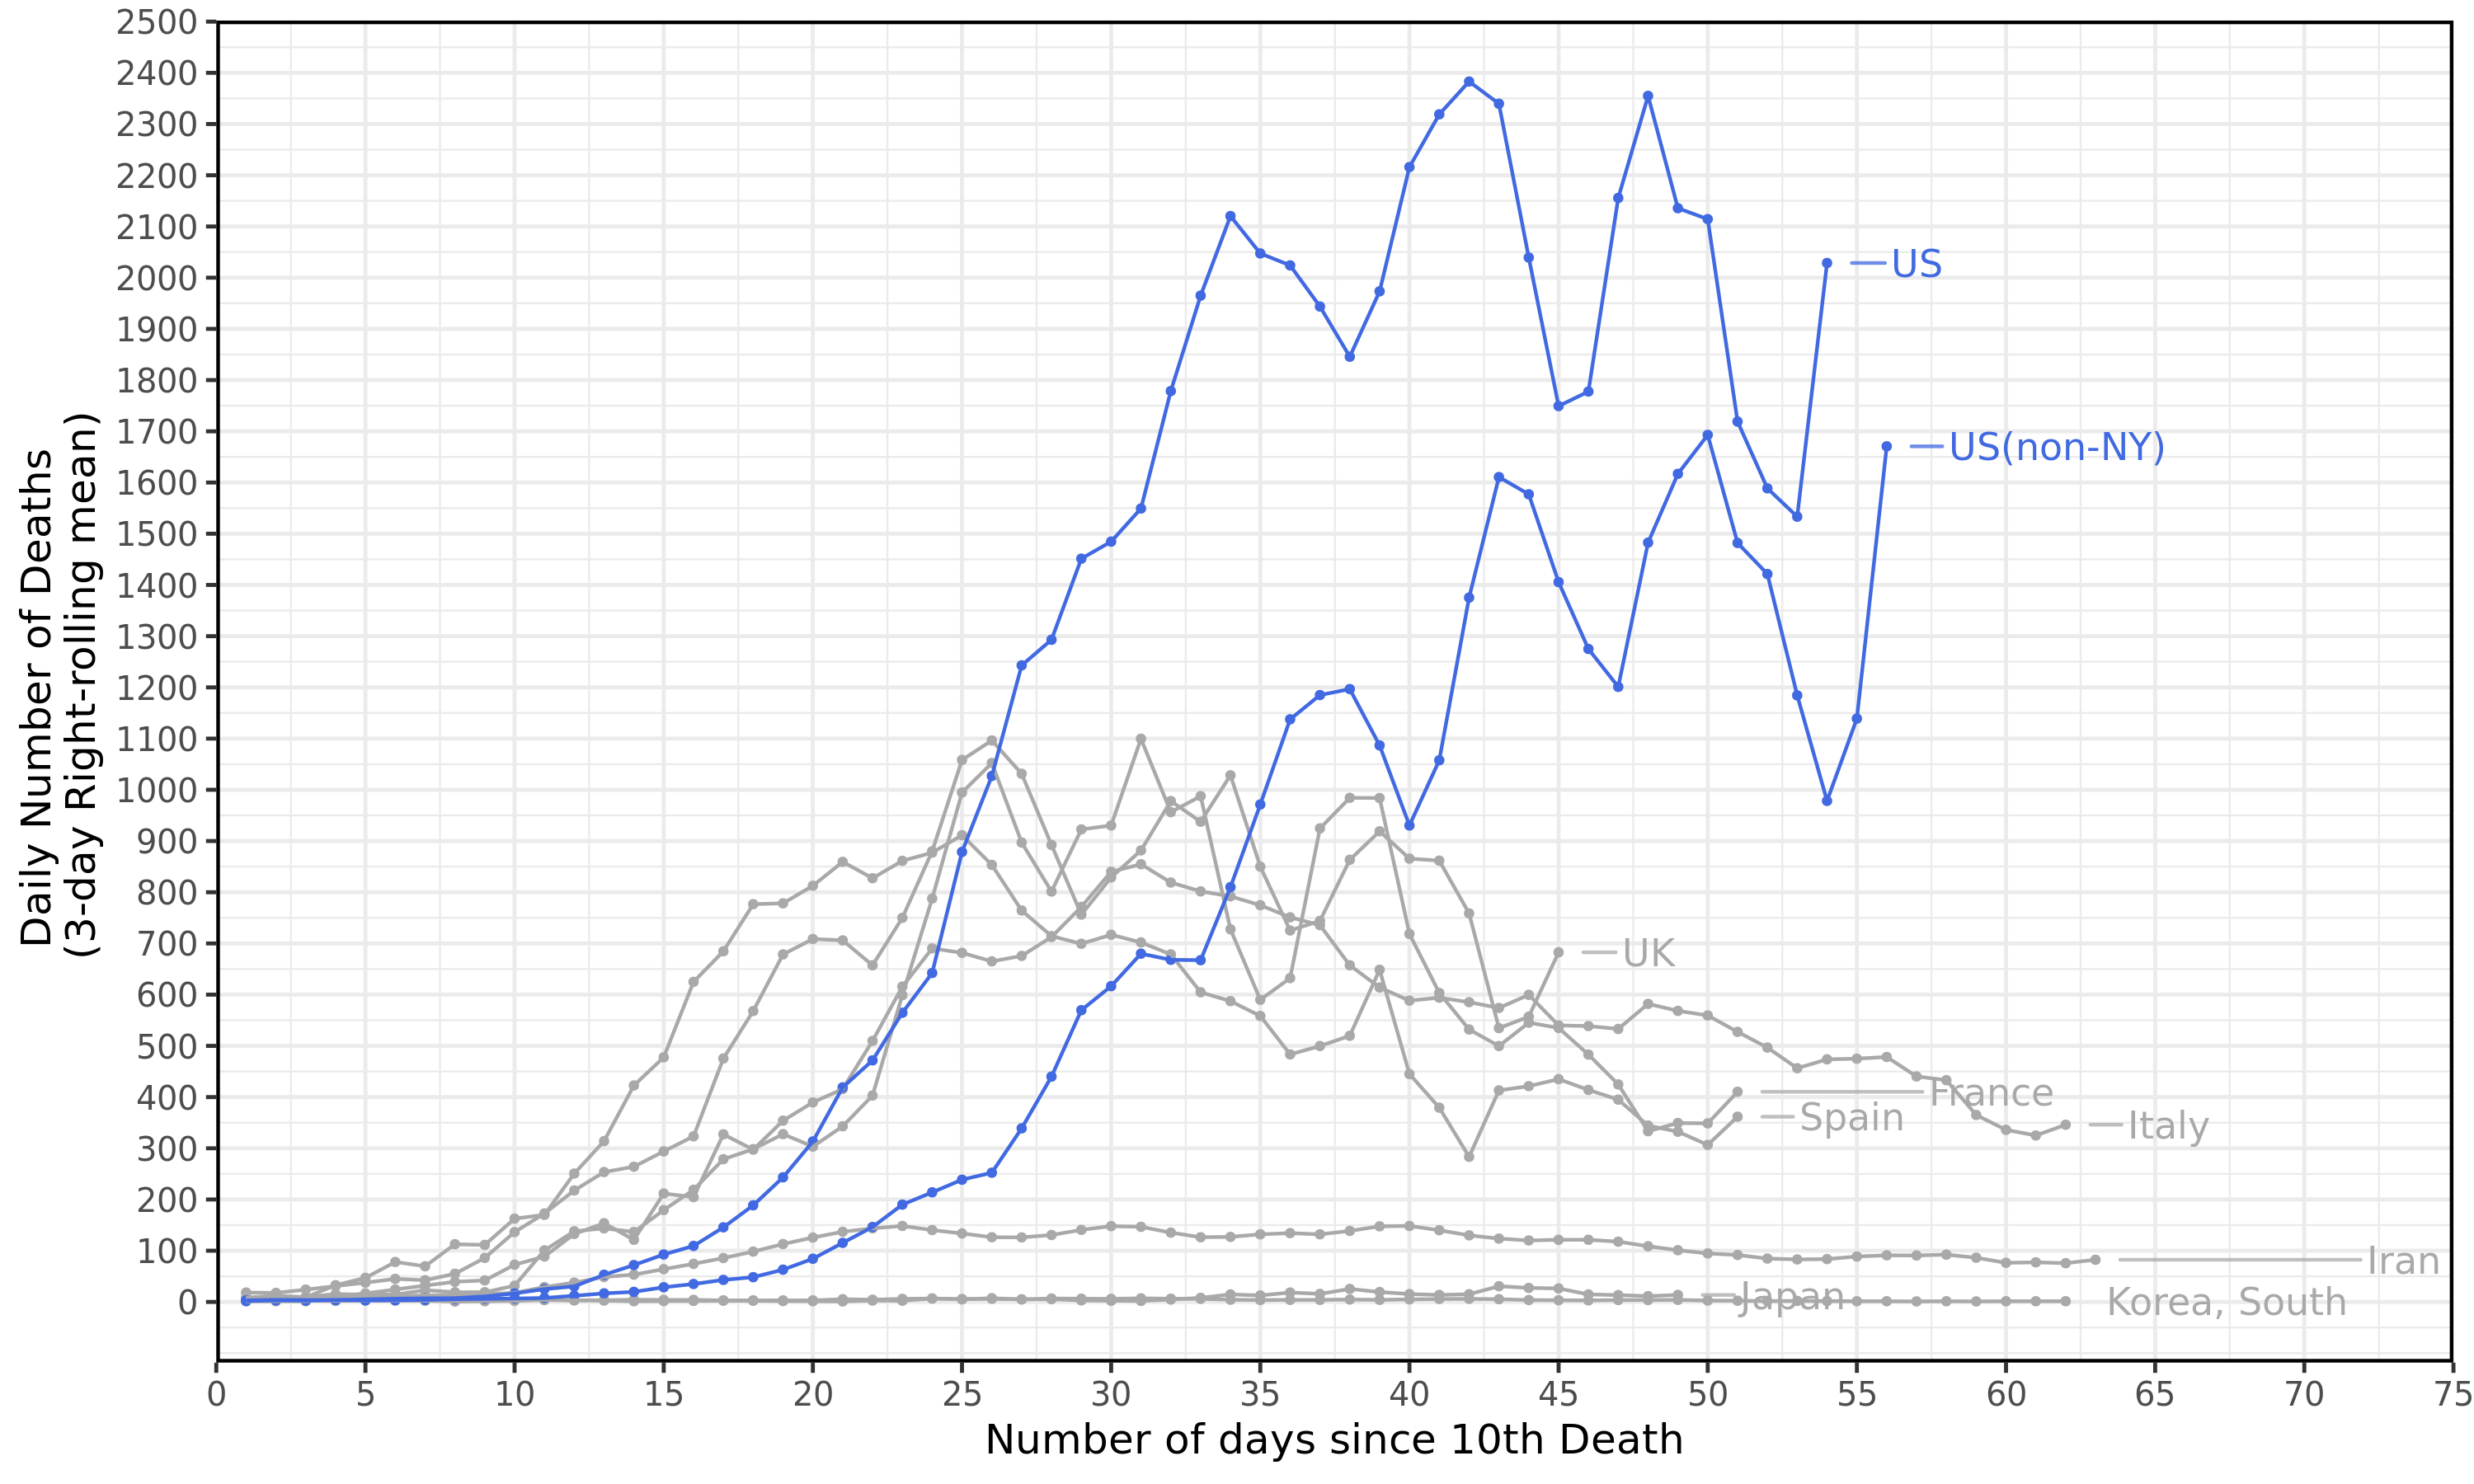 2500
2400
2300
2200
2100
2000
1900
1800
1700
1600
1500
1400
1300
1200
1100
1000
900
800
700
600
500
400
300
200
100
0
Daily Number of Deaths
(3-day Right-rolling mean)
US
US(non-NY)
UK
France
Spain
Italy
Iran
Japan
Korea, South
0 5 10 15 20 25 30 35 40 45 50 55 60 65 70 75
Number of days since 10th Death